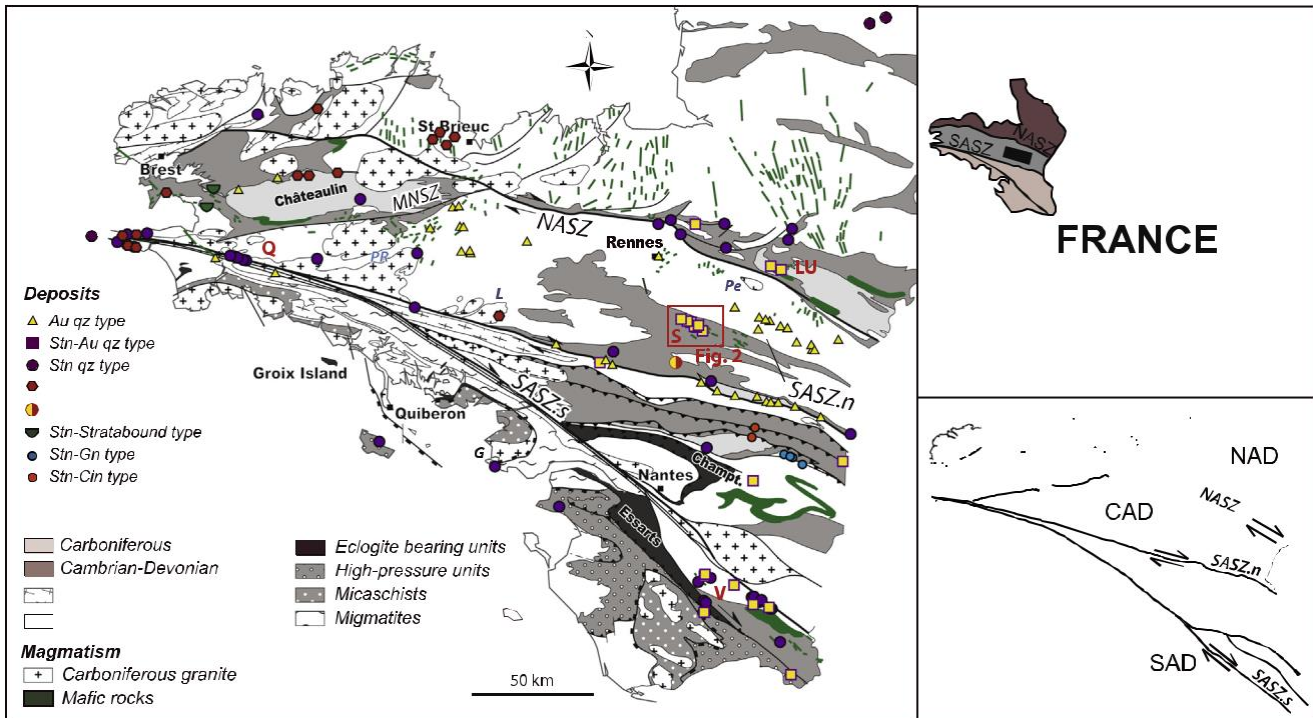 St Brieuc
Brest
Châteaulin
MNSZ
NASZ
Rennes
LU
Q
PR
Pe
L
S
Fig. 2
Deposits
Au qz type
Stn-Au qz type
Stn qz type
Stn-Stratabound type
Stn-Gn type
Stn-Cin type
Groix Island
Quiberon
SASZ.s
SASZ.n
G
Champt.
Nantes
Essarts
V
Carboniferous
Cambrian-Devonian
Eclogite bearing units
High-pressure units
Micaschists
Migmatites
Magmatism
Carboniferous granite
Mafic rocks
50 km
NASZ
SASZ
FRANCE
NAD
NASZ
CAD
SASZ.n
SAD
SASZ.s